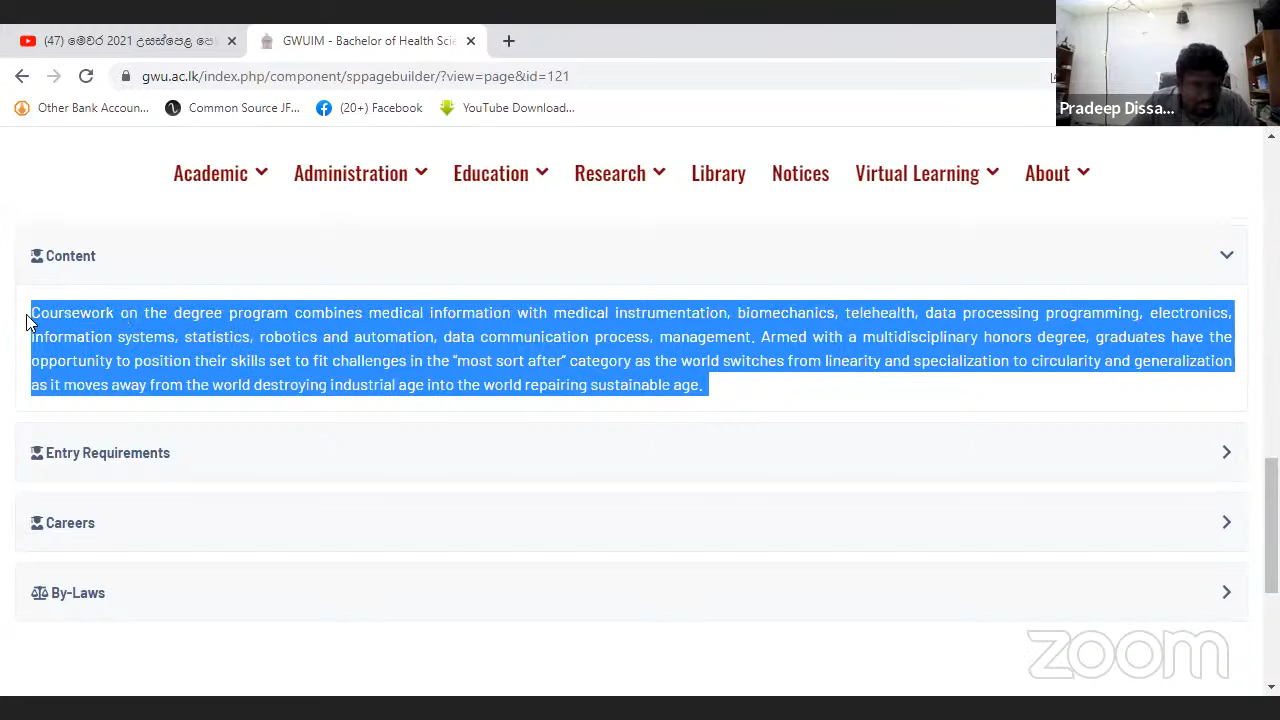 (47) මෙවර 2021 උසස්පෙළ පෙ
GWUIM - Bachelor of Health Scie
gwu.ac.lk/index.php/component/sppagebuilder/?view=page&id=121
Other Bank Accoun...
Common Source JF...
(20+) Facebook
YouTube Download...
Pradeep Dissa...
Academic
Administration
Education
Research
Library
Notices
Virtual Learning
About
Content
Coursework on the degree program combines medical information with medical instrumentation, biomechanics, telehealth, data processing programming, electronics,
information systems, statistics, robotics and automation, data communication process, management. Armed with a multidisciplinary honors degree, graduates have the
opportunity to position their skills set to fit challenges in the “most sort after” category as the world switches from linearity and specialization to circularity and generalization
as it moves away from the world destroying industrial age into the world repairing sustainable age.
Entry Requirements
Careers
By-Laws
zoom